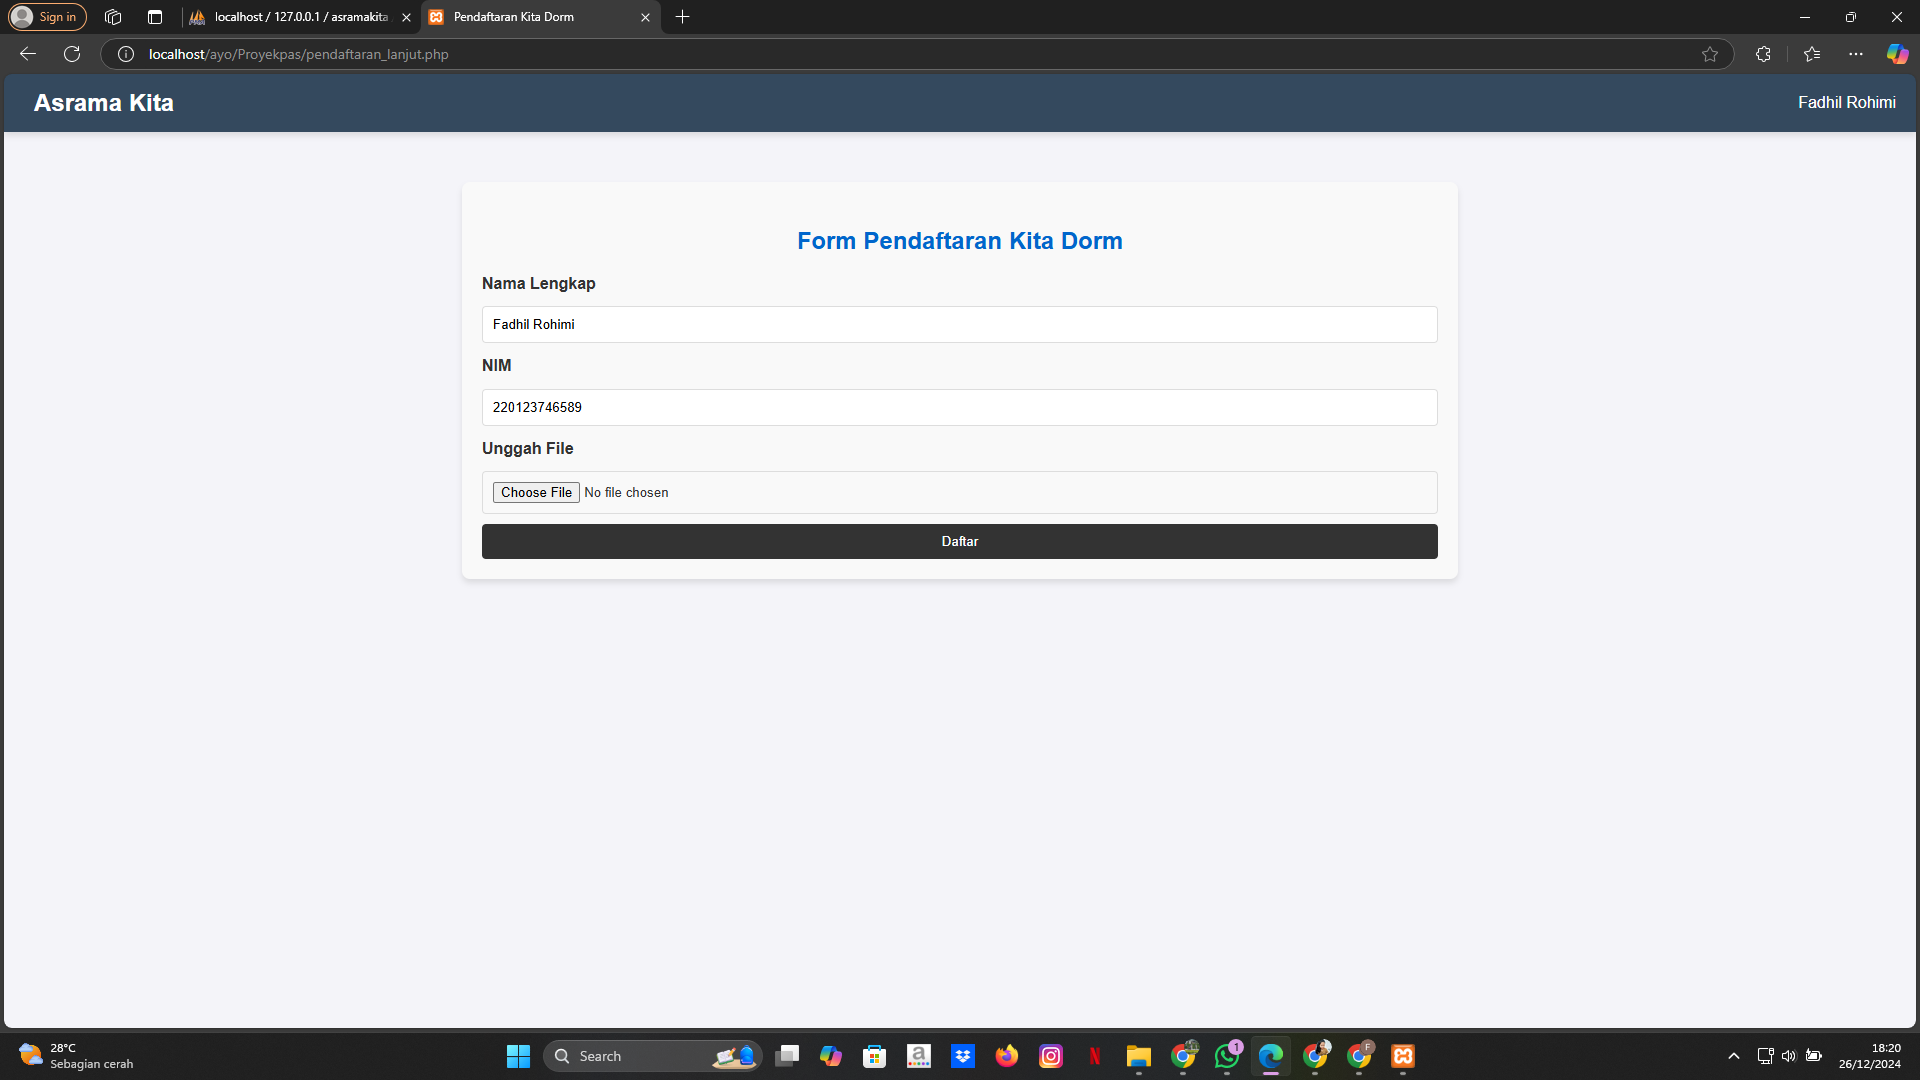 Sign in
localhost / 127.0.0.1 / asramakita
Pendaftaran Kita Dorm
localhost/ayo/Proyekpas/pendaftaran_lanjut.php
Asrama Kita
Fadhil Rohimi
Form Pendaftaran Kita Dorm
Nama Lengkap
Fadhil Rohimi
NIM
220123746589
Unggah File
Choose File No file chosen
Daftar
28°C
Sebagian cerah
Search
1
F
18:20
26/12/2024